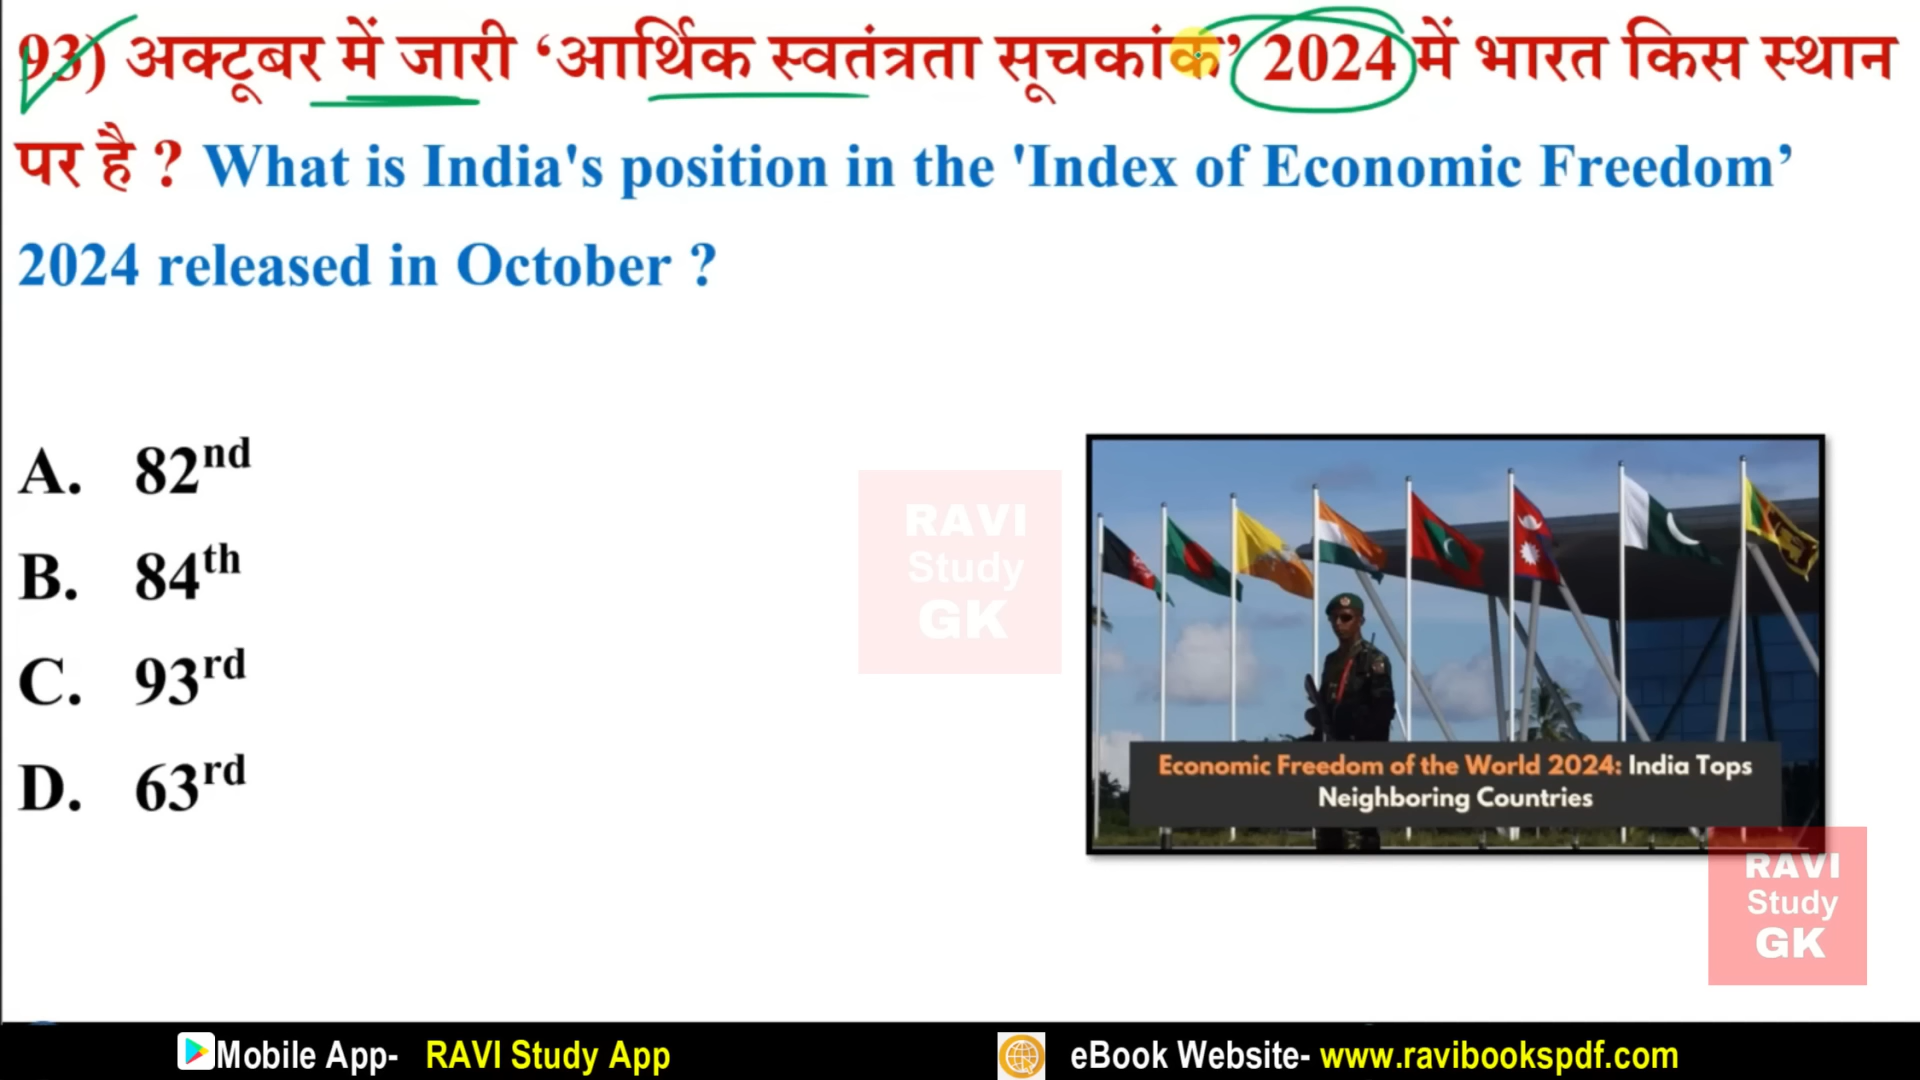 93) अक्टूबर में जारी ‘आर्थिक स्वतंत्रता सूचकांक’ 2024 में भारत किस स्थान
पर है ? What is India's position in the 'Index of Economic Freedom’
2024 released in October ?
A. 82nd
B. 84th
C. 93rd
D. 63rd
RAVI
Study
GK
Economic Freedom of the World 2024: India Tops
Neighboring Countries
RAVI
Study
GK
Mobile App- RAVI Study App
eBook Website- www.ravibookspdf.com